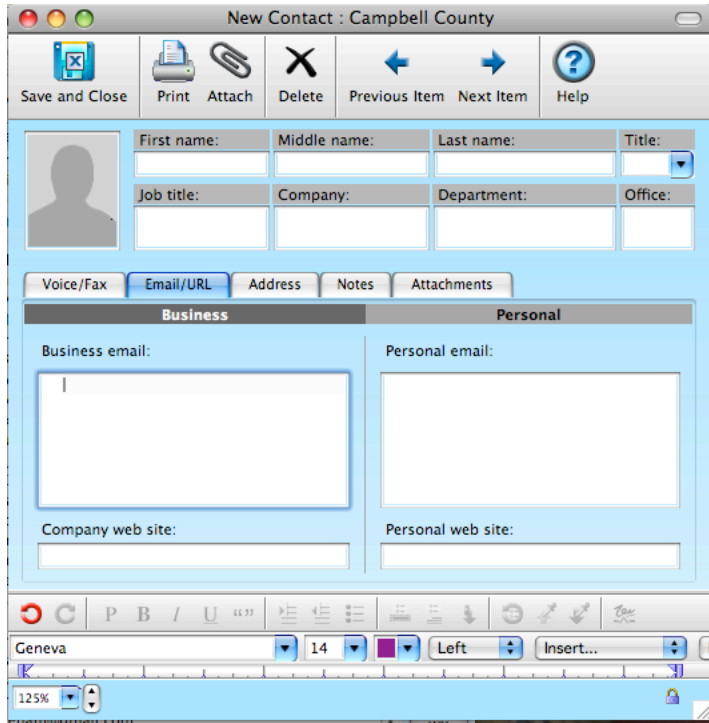 New Contact : Campbell County
Save and Close Print Attach Delete Previous Item Next Item Help
First name: Middle name: Last name: Title:
Job title: Company: Department: Office:
Voice/Fax Email/URL Address Notes Attachments
Business Personal
Business email: Personal email:
Company web site: Personal web site:
P B I U “”
Geneva 14 Left Insert...
125%